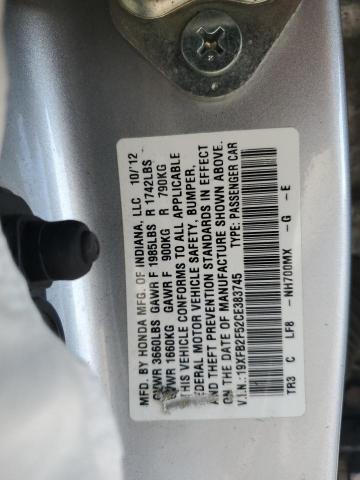 MFD. BY HONDA MFG. OF INDIANA, LLC 10/'12
GVWR 3660LBS GAWR F 1985LBS R 1742LBS
GVWR 1660KG GAWR F 900KG R 790KG
THIS VEHICLE CONFORMS TO ALL APPLICABLE
FEDERAL MOTOR VEHICLE SAFETY, BUMPER,
AND THEFT PREVENTION STANDARDS IN EFFECT
ON THE DATE OF MANUFACTURE SHOWN ABOVE.
V.I.N.: 19XFB2F52CE383745 TYPE: PASSENGER CAR
TR3 C LF8 -NH700MX -G -E